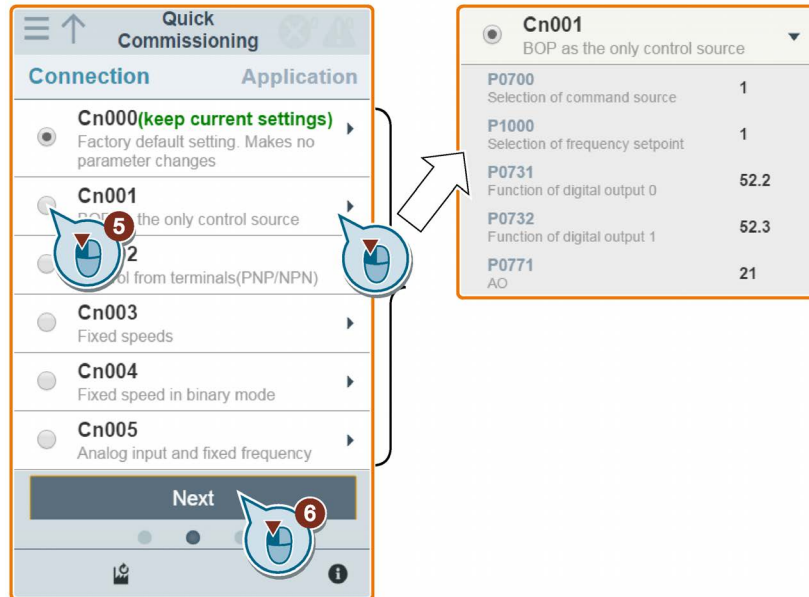 Quick
Commissioning
Connection
Application
Cn000(keep current settings)
Factory default setting. Makes no
parameter changes
Cn001
the only control source
5
2
from terminals(PNP/NPN)
Cn003
Fixed speeds
Cn004
Fixed speed in binary mode
Cn005
Analog input and fixed frequency
Next
6
Cn001
BOP as the only control source
P0700
1
Selection of command source
P1000
1
Selection of frequency setpoint
P0731
52.2
Function of digital output 0
P0732
52.3
Function of digital output 1
P0771
21
AO